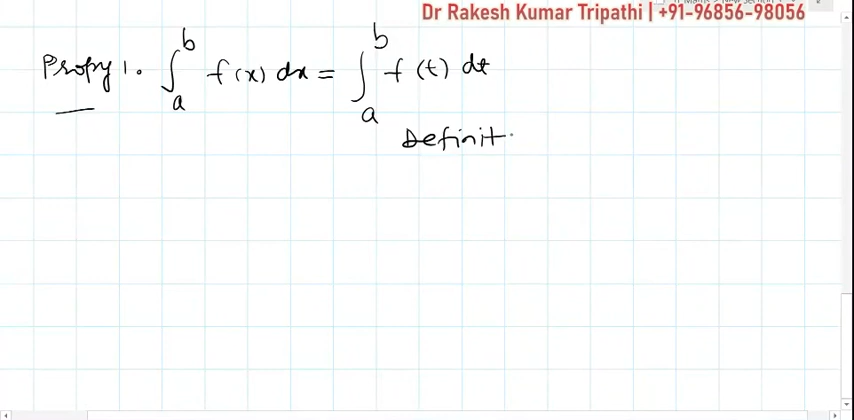 Dr Rakesh Kumar Tripathi | +91-96856-98056
Propy 1. ∫_a^b f(x) dx = ∫_a^b f(t) dt
Definit